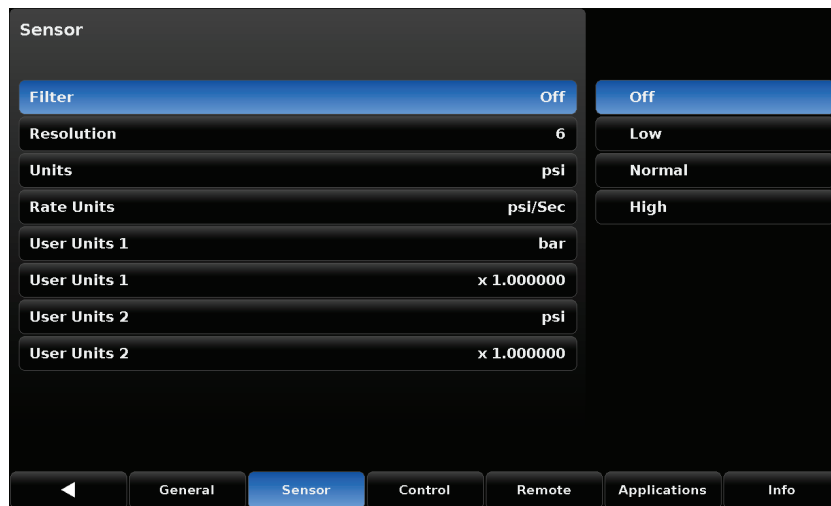 Sensor
Filter Off
Resolution 6
Units psi
Rate Units psi/Sec
User Units 1 bar
User Units 1 x 1.000000
User Units 2 psi
User Units 2 x 1.000000
Off
Low
Normal
High
General Sensor Control Remote Applications Info